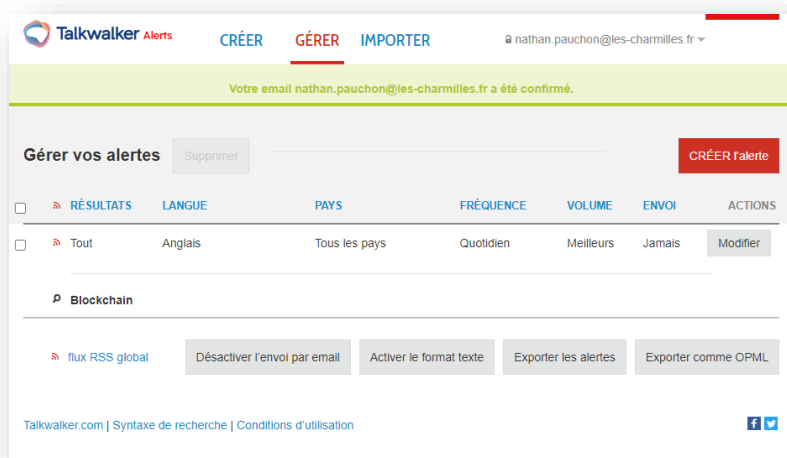 Talkwalker Alerts CRÉER GÉRER IMPORTER nathan.pauchon@les-charmilles.fr
Votre email nathan.pauchon@les-charmilles.fr a été confirmé.
Gérer vos alertes Supprimer CRÉER l'alerte
RÉSULTATS LANGUE PAYS FRÉQUENCE VOLUME ENVOI ACTIONS
Tout Anglais Tous les pays Quotidien Meilleurs Jamais Modifier
Blockchain
flux RSS global Désactiver l'envoi par email Activer le format texte Exporter les alertes Exporter comme OPML
Talkwalker.com | Syntaxe de recherche | Conditions d'utilisation